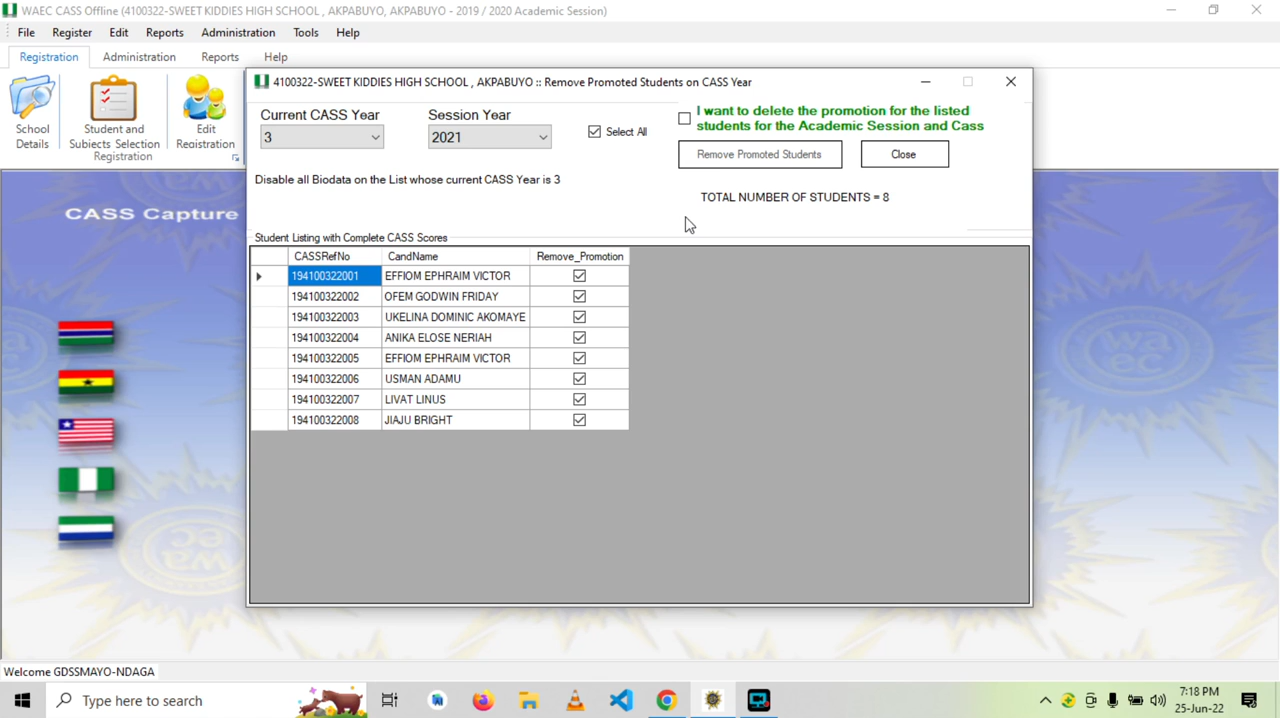 WAEC CASS Offline (4100322-SWEET KIDDIES HIGH SCHOOL , AKPABUYO, AKPABUYO - 2019 / 2020 Academic Session)
File Register Edit Reports Administration Tools Help
Registration Administration Reports Help
School Details
Student and Subjects Selection
Edit Registration
Registration
4100322-SWEET KIDDIES HIGH SCHOOL , AKPABUYO :: Remove Promoted Students on CASS Year
Current CASS Year
3
Session Year
2021
Select All
I want to delete the promotion for the listed
students for the Academic Session and Cass
Remove Promoted Students
Close
Disable all Biodata on the List whose current CASS Year is 3
TOTAL NUMBER OF STUDENTS = 8
CASS Capture
Student Listing with Complete CASS Scores
CASSRefNo CandName Remove_Promotion
194100322001 EFFIOM EPHRAIM VICTOR
194100322002 OFEM GODWIN FRIDAY
194100322003 UKELINA DOMINIC AKOMAYE
194100322004 ANIKA ELOSE NERIAH
194100322005 EFFIOM EPHRAIM VICTOR
194100322006 USMAN ADAMU
194100322007 LIVAT LINUS
194100322008 JIAJU BRIGHT
Welcome GDSSMAYO-NDAGA
Type here to search
7:18 PM
25-Jun-22